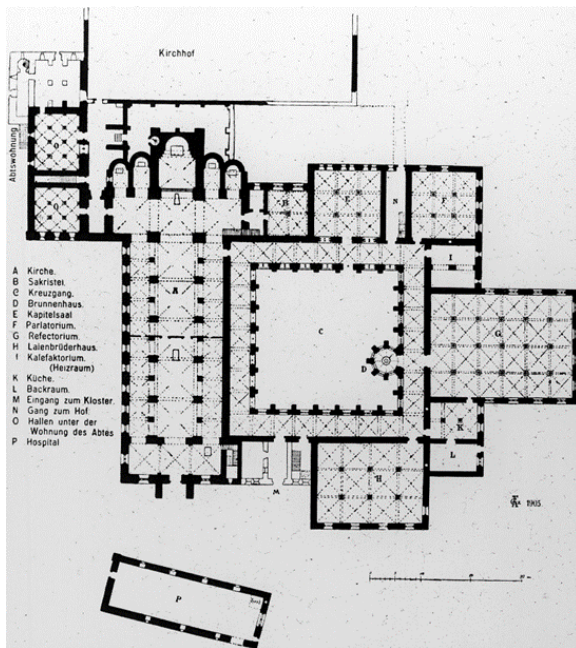 Kirchhof
Abtswohnung
A Kirche.
B Sakristei.
C Kreuzgang.
D Brunnenhaus.
E Kapitelsaal
F Parlatorium.
G Refectorium.
H Laienbrüderhaus.
I Kalefaktorium.
(Heizraum)
K Küche.
L Backraum.
M Eingang zum Kloster.
N Gang zum Hof.
O Hallen unter der
Wohnung des Abtes
P Hospital
O
O
B
E
N
F
I
A
C
D
G
K
L
H
M
P
1905.